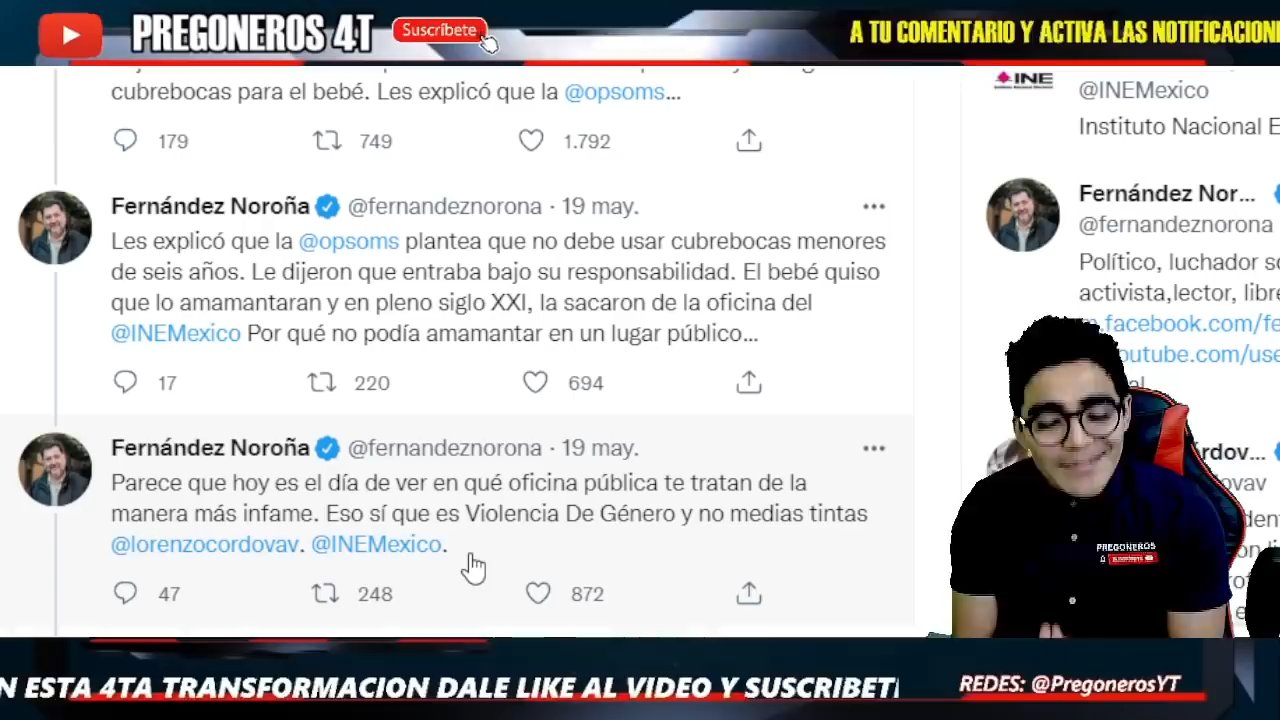 PREGONEROS 4T
Suscríbete
A TU COMENTARIO Y ACTIVA LAS NOTIFICACION
cubrebocas para el bebé. Les explicó que la @opsoms...
179 749 1.792
Fernández Noroña @fernandeznorona · 19 may.
Les explicó que la @opsoms plantea que no debe usar cubrebocas menores
de seis años. Le dijeron que entraba bajo su responsabilidad. El bebé quiso
que lo amamantaran y en pleno siglo XXI, la sacaron de la oficina del
@INEMexico Por qué no podía amamantar en un lugar público...
17 220 694
Fernández Noroña @fernandeznorona · 19 may.
Parece que hoy es el día de ver en qué oficina pública te tratan de la
manera más infame. Eso sí que es Violencia De Género y no medias tintas
@lorenzocordovav. @INEMexico.
47 248 872
INE
@INEMexico
Instituto Nacional E
Fernández Nor...
@fernandeznorona
Político, luchador so
activista,lector, libre
.facebook.com/fe
outube.com/use
al
rdov...
ovav
PREGONEROS
N ESTA 4TA TRANSFORMACION DALE LIKE AL VIDEO Y SUSCRIBETE
REDES: @PregonerosYT